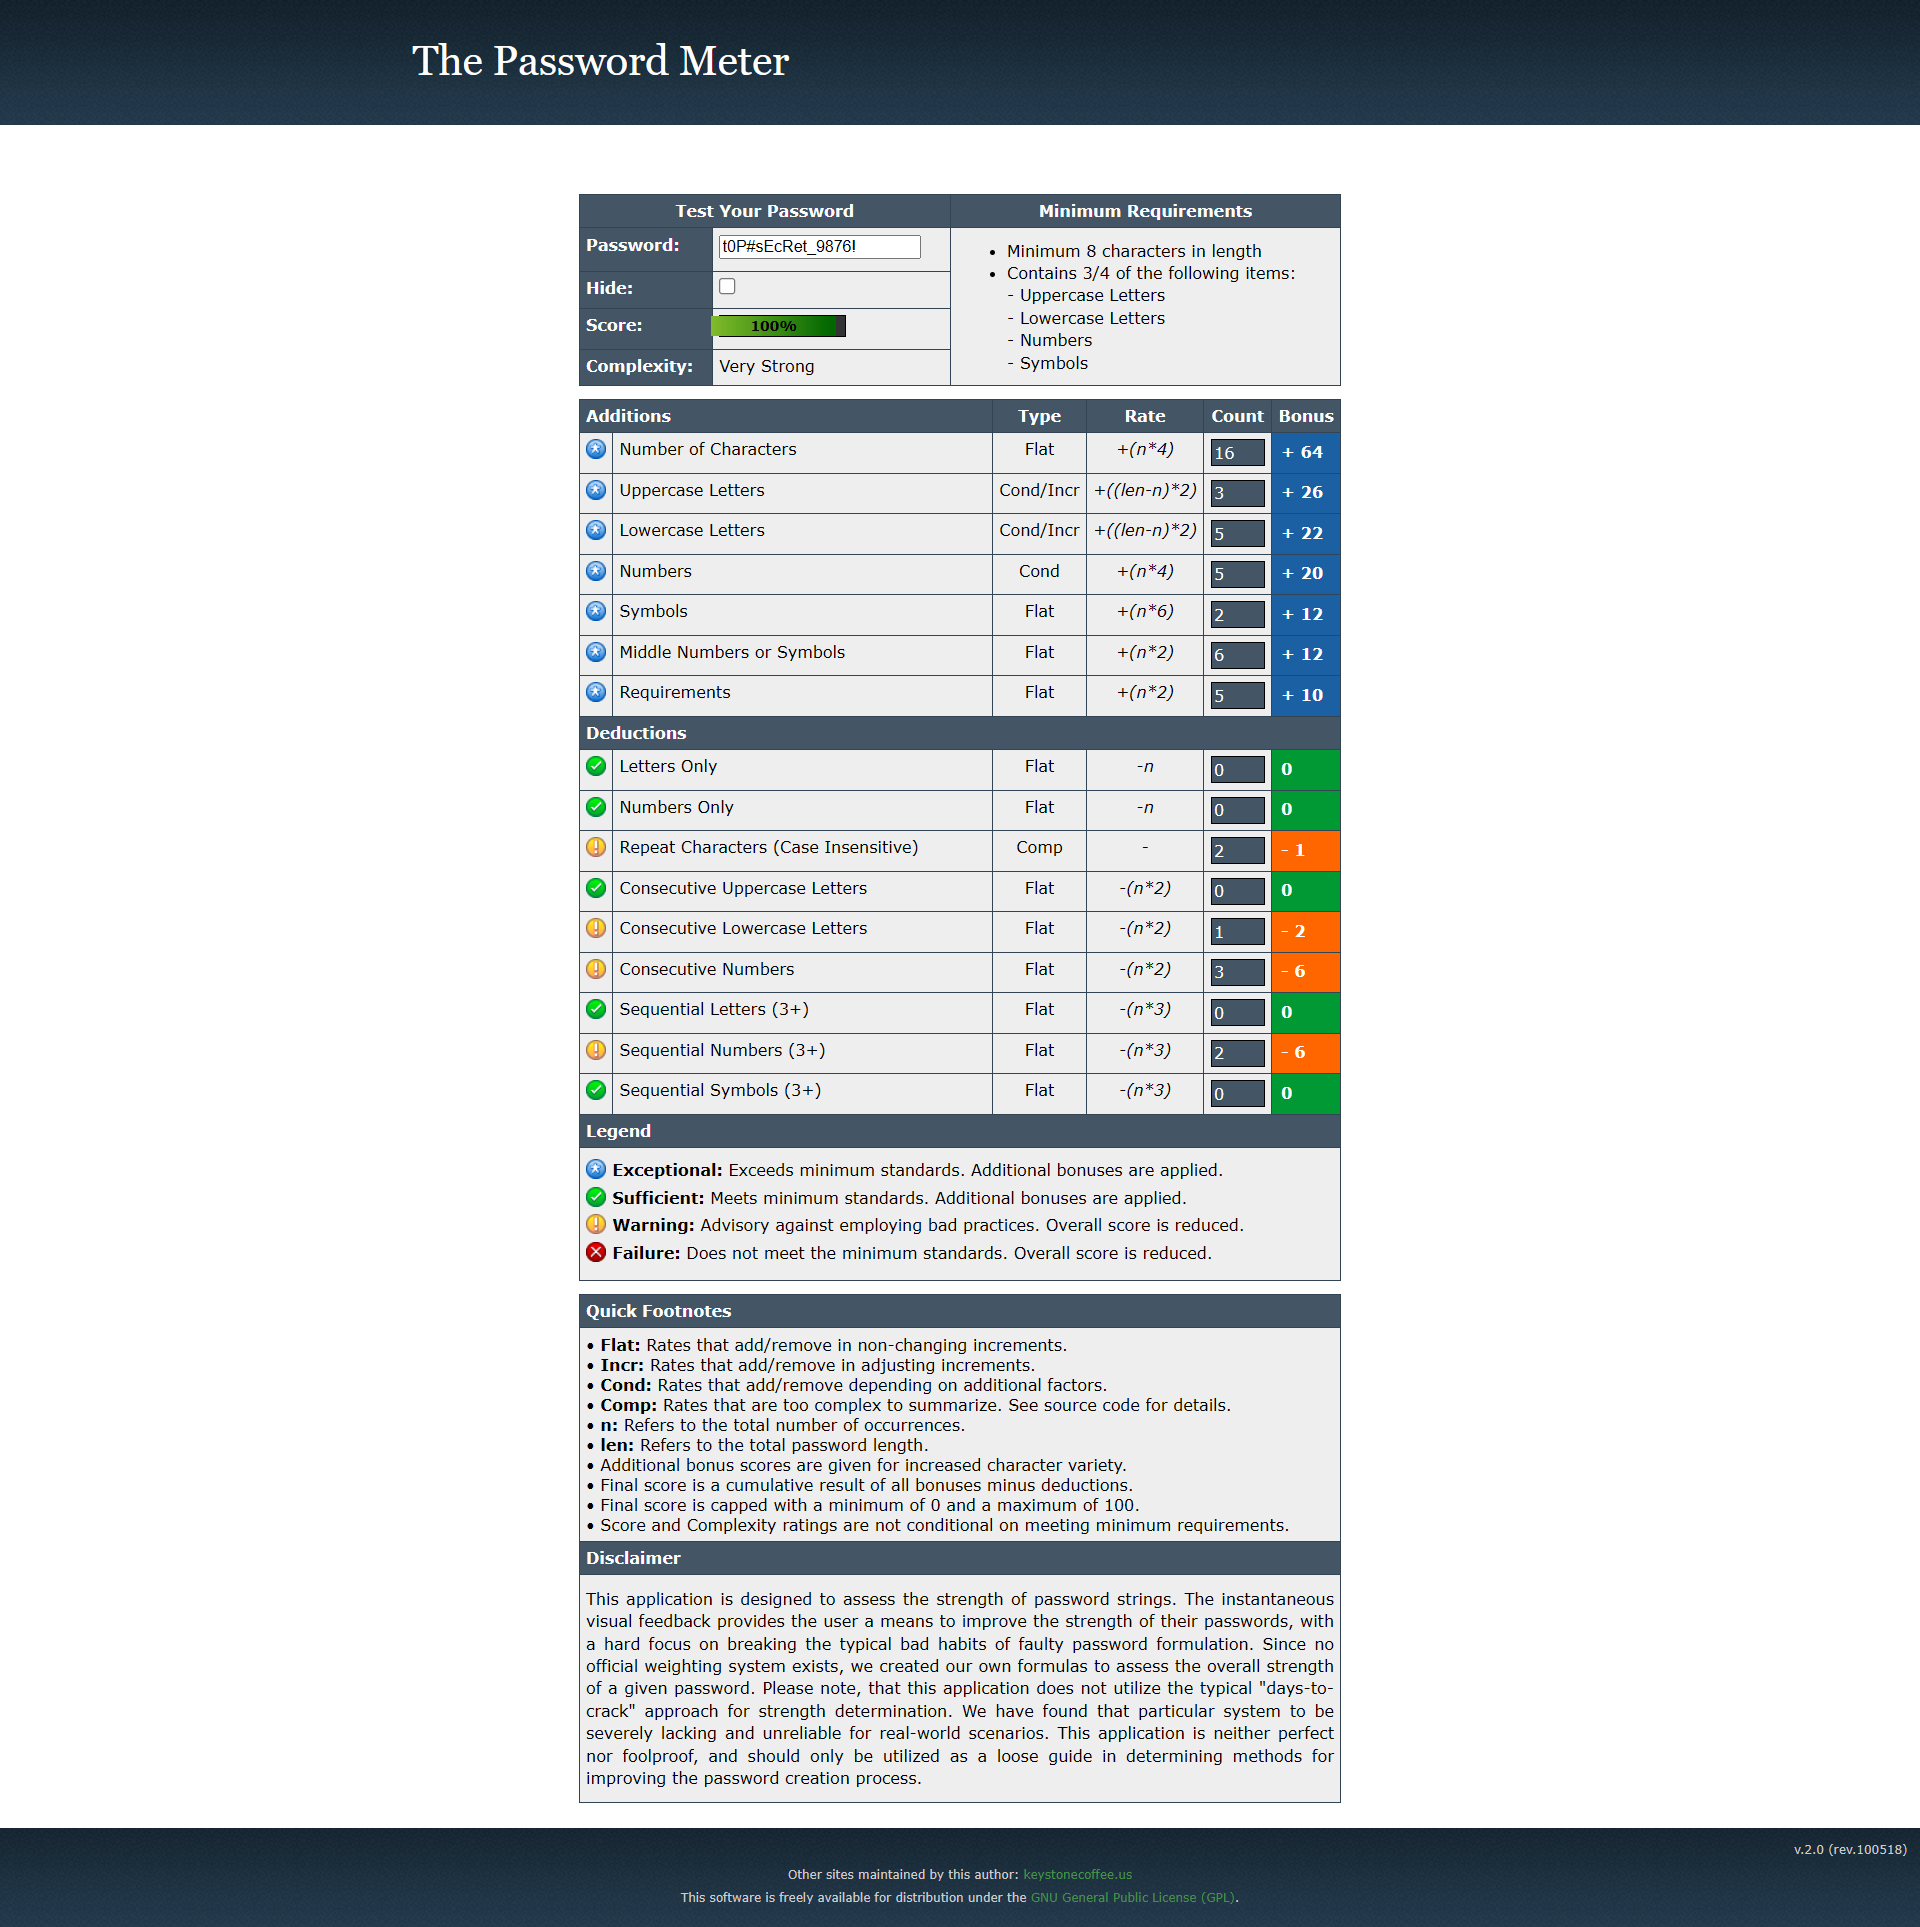 The Password Meter
Test Your Password
Minimum Requirements
Password: t0P#sEcRet_9876!
Hide:
Score: 100%
Complexity: Very Strong
• Minimum 8 characters in length
• Contains 3/4 of the following items:
- Uppercase Letters
- Lowercase Letters
- Numbers
- Symbols
Additions Type Rate Count Bonus
Number of Characters Flat +(n*4) 16 + 64
Uppercase Letters Cond/Incr +((len-n)*2) 3 + 26
Lowercase Letters Cond/Incr +((len-n)*2) 5 + 22
Numbers Cond +(n*4) 5 + 20
Symbols Flat +(n*6) 2 + 12
Middle Numbers or Symbols Flat +(n*2) 6 + 12
Requirements Flat +(n*2) 5 + 10
Deductions
Letters Only Flat -n 0 0
Numbers Only Flat -n 0 0
Repeat Characters (Case Insensitive) Comp - 2 - 1
Consecutive Uppercase Letters Flat -(n*2) 0 0
Consecutive Lowercase Letters Flat -(n*2) 1 - 2
Consecutive Numbers Flat -(n*2) 3 - 6
Sequential Letters (3+) Flat -(n*3) 0 0
Sequential Numbers (3+) Flat -(n*3) 2 - 6
Sequential Symbols (3+) Flat -(n*3) 0 0
Legend
Exceptional: Exceeds minimum standards. Additional bonuses are applied.
Sufficient: Meets minimum standards. Additional bonuses are applied.
Warning: Advisory against employing bad practices. Overall score is reduced.
Failure: Does not meet the minimum standards. Overall score is reduced.
Quick Footnotes
• Flat: Rates that add/remove in non-changing increments.
• Incr: Rates that add/remove in adjusting increments.
• Cond: Rates that add/remove depending on additional factors.
• Comp: Rates that are too complex to summarize. See source code for details.
• n: Refers to the total number of occurrences.
• len: Refers to the total password length.
• Additional bonus scores are given for increased character variety.
• Final score is a cumulative result of all bonuses minus deductions.
• Final score is capped with a minimum of 0 and a maximum of 100.
• Score and Complexity ratings are not conditional on meeting minimum requirements.
Disclaimer
This application is designed to assess the strength of password strings. The instantaneous
visual feedback provides the user a means to improve the strength of their passwords, with
a hard focus on breaking the typical bad habits of faulty password formulation. Since no
official weighting system exists, we created our own formulas to assess the overall strength
of a given password. Please note, that this application does not utilize the typical "days-to-
crack" approach for strength determination. We have found that particular system to be
severely lacking and unreliable for real-world scenarios. This application is neither perfect
nor foolproof, and should only be utilized as a loose guide in determining methods for
improving the password creation process.
v.2.0 (rev.100518)
Other sites maintained by this author: keystonecoffee.us
This software is freely available for distribution under the GNU General Public License (GPL).